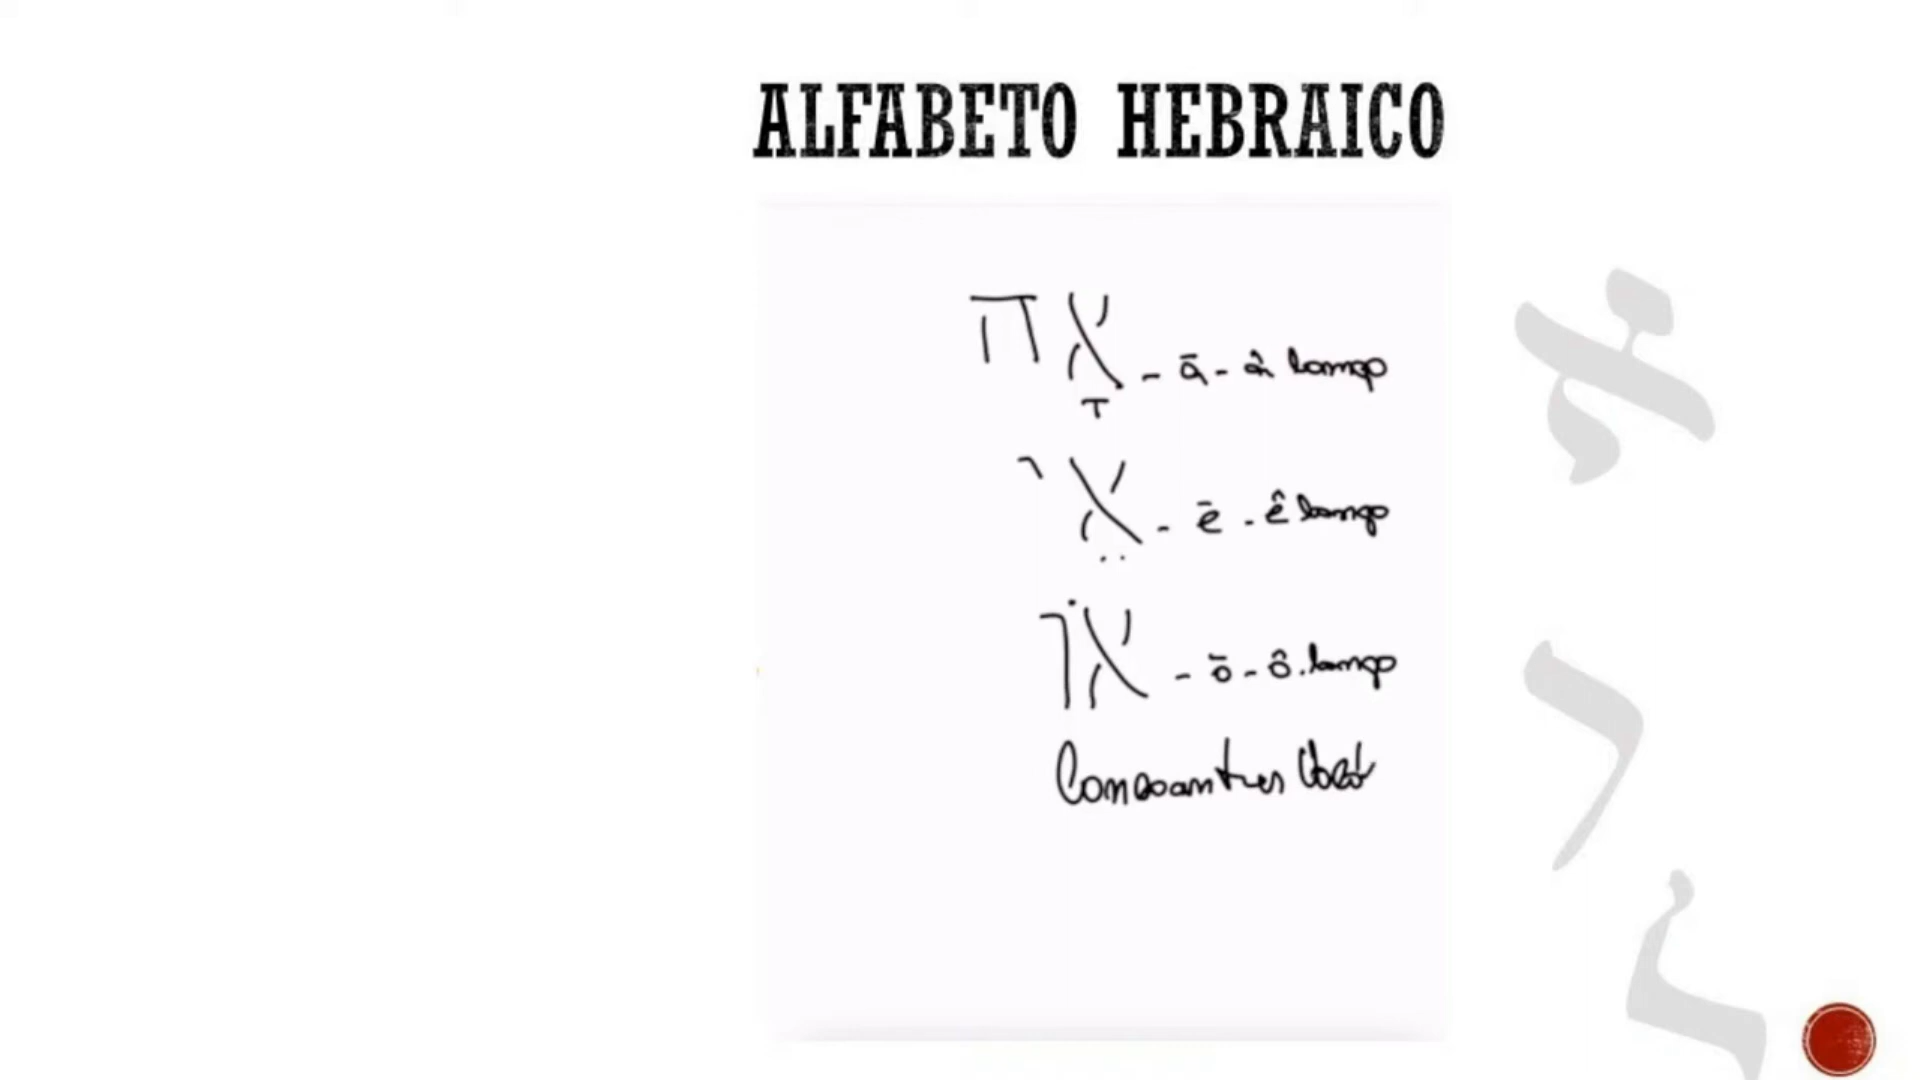 ALFABETO HEBRAICO
אָה - ā - â longo
אֵי - ē - ê longo
אוֹ - ō - ô longo
Consoantes